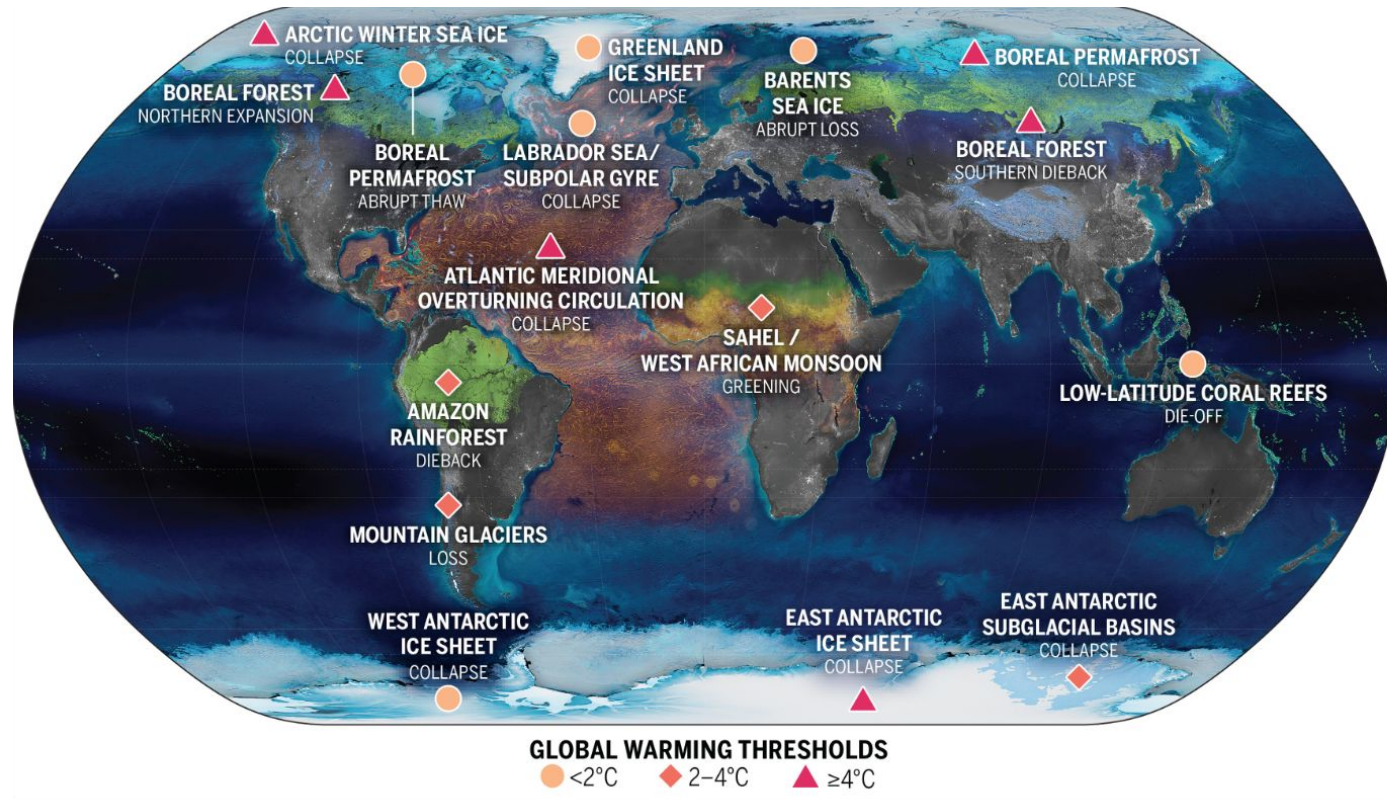 ARCTIC WINTER SEA ICE
COLLAPSE
BOREAL FOREST
NORTHERN EXPANSION
BOREAL
PERMAFROST
ABRUPT THAW
GREENLAND
ICE SHEET
COLLAPSE
LABRADOR SEA/
SUBPOLAR GYRE
COLLAPSE
BARENTS
SEA ICE
ABRUPT LOSS
BOREAL PERMAFROST
COLLAPSE
BOREAL FOREST
SOUTHERN DIEBACK
ATLANTIC MERIDIONAL
OVERTURNING CIRCULATION
COLLAPSE
SAHEL /
WEST AFRICAN MONSOON
GREENING
LOW-LATITUDE CORAL REEFS
DIE-OFF
AMAZON
RAINFOREST
DIEBACK
MOUNTAIN GLACIERS
LOSS
WEST ANTARCTIC
ICE SHEET
COLLAPSE
EAST ANTARCTIC
ICE SHEET
COLLAPSE
EAST ANTARCTIC
SUBGLACIAL BASINS
COLLAPSE
GLOBAL WARMING THRESHOLDS
<2°C 2–4°C ≥4°C